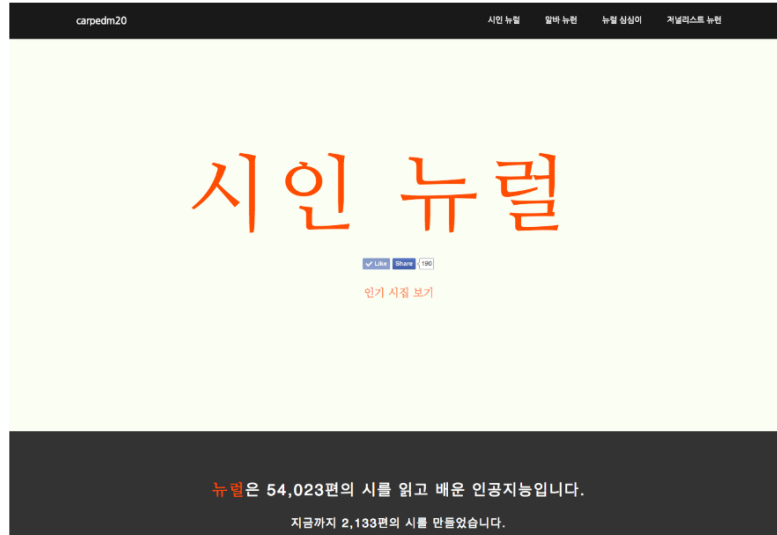 carpedm20 시인 뉴럴 알바 뉴런 뉴럴 심심이 저널리스트 뉴런
시인 뉴럴
Like Share 190
인기 시집 보기
뉴럴은 54,023편의 시를 읽고 배운 인공지능입니다.
지금까지 2,133편의 시를 만들었습니다.